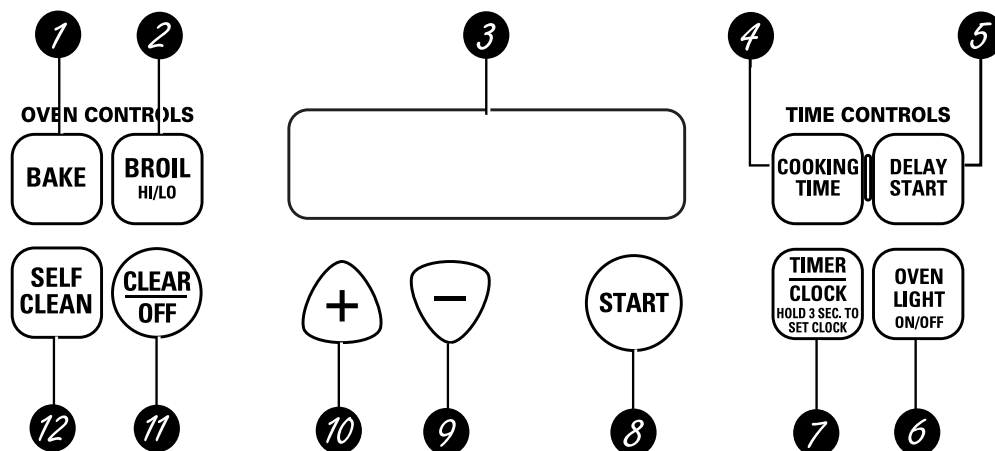 1
2
3
4
5
OVEN CONTROLS
TIME CONTROLS
BAKE
BROIL
HI/LO
COOKING
TIME
DELAY
START
SELF
CLEAN
CLEAR
OFF
+
−
START
TIMER
CLOCK
HOLD 3 SEC. TO
SET CLOCK
OVEN
LIGHT
ON/OFF
12
11
10
9
8
7
6